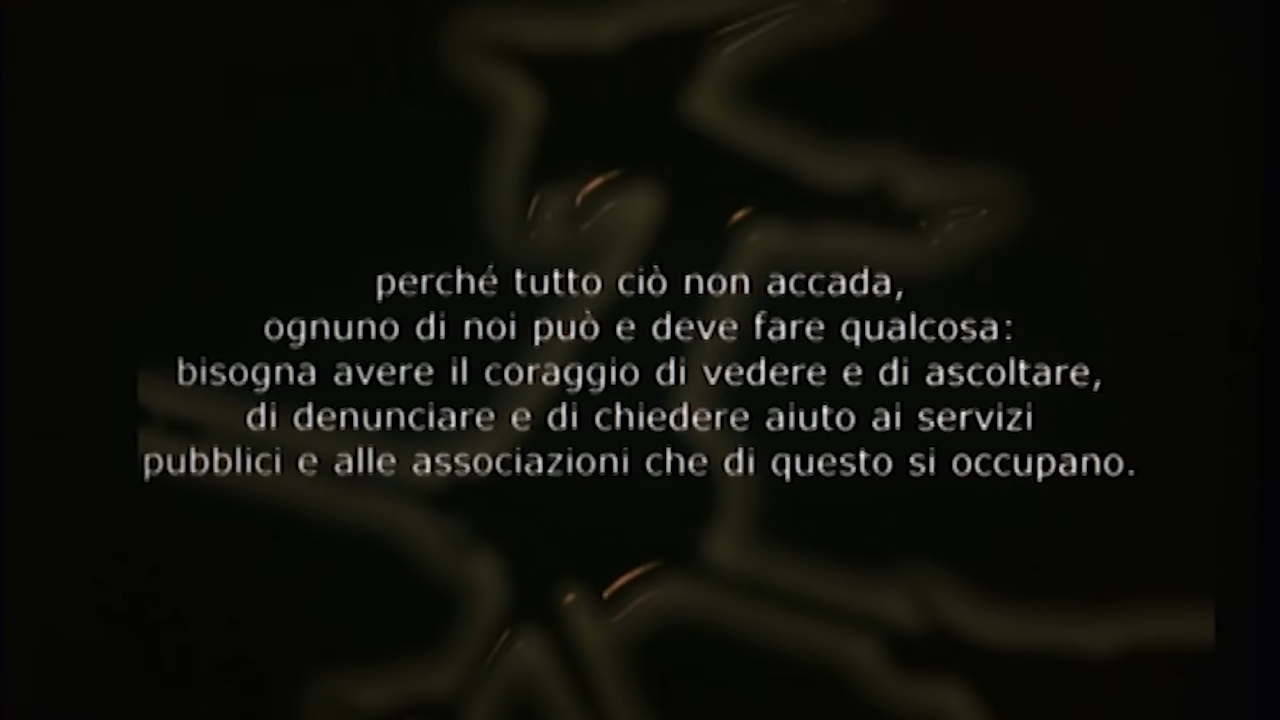 perché tutto ciò non accada,
ognuno di noi può e deve fare qualcosa:
bisogna avere il coraggio di vedere e di ascoltare,
di denunciare e di chiedere aiuto ai servizi
pubblici e alle associazioni che di questo si occupano.